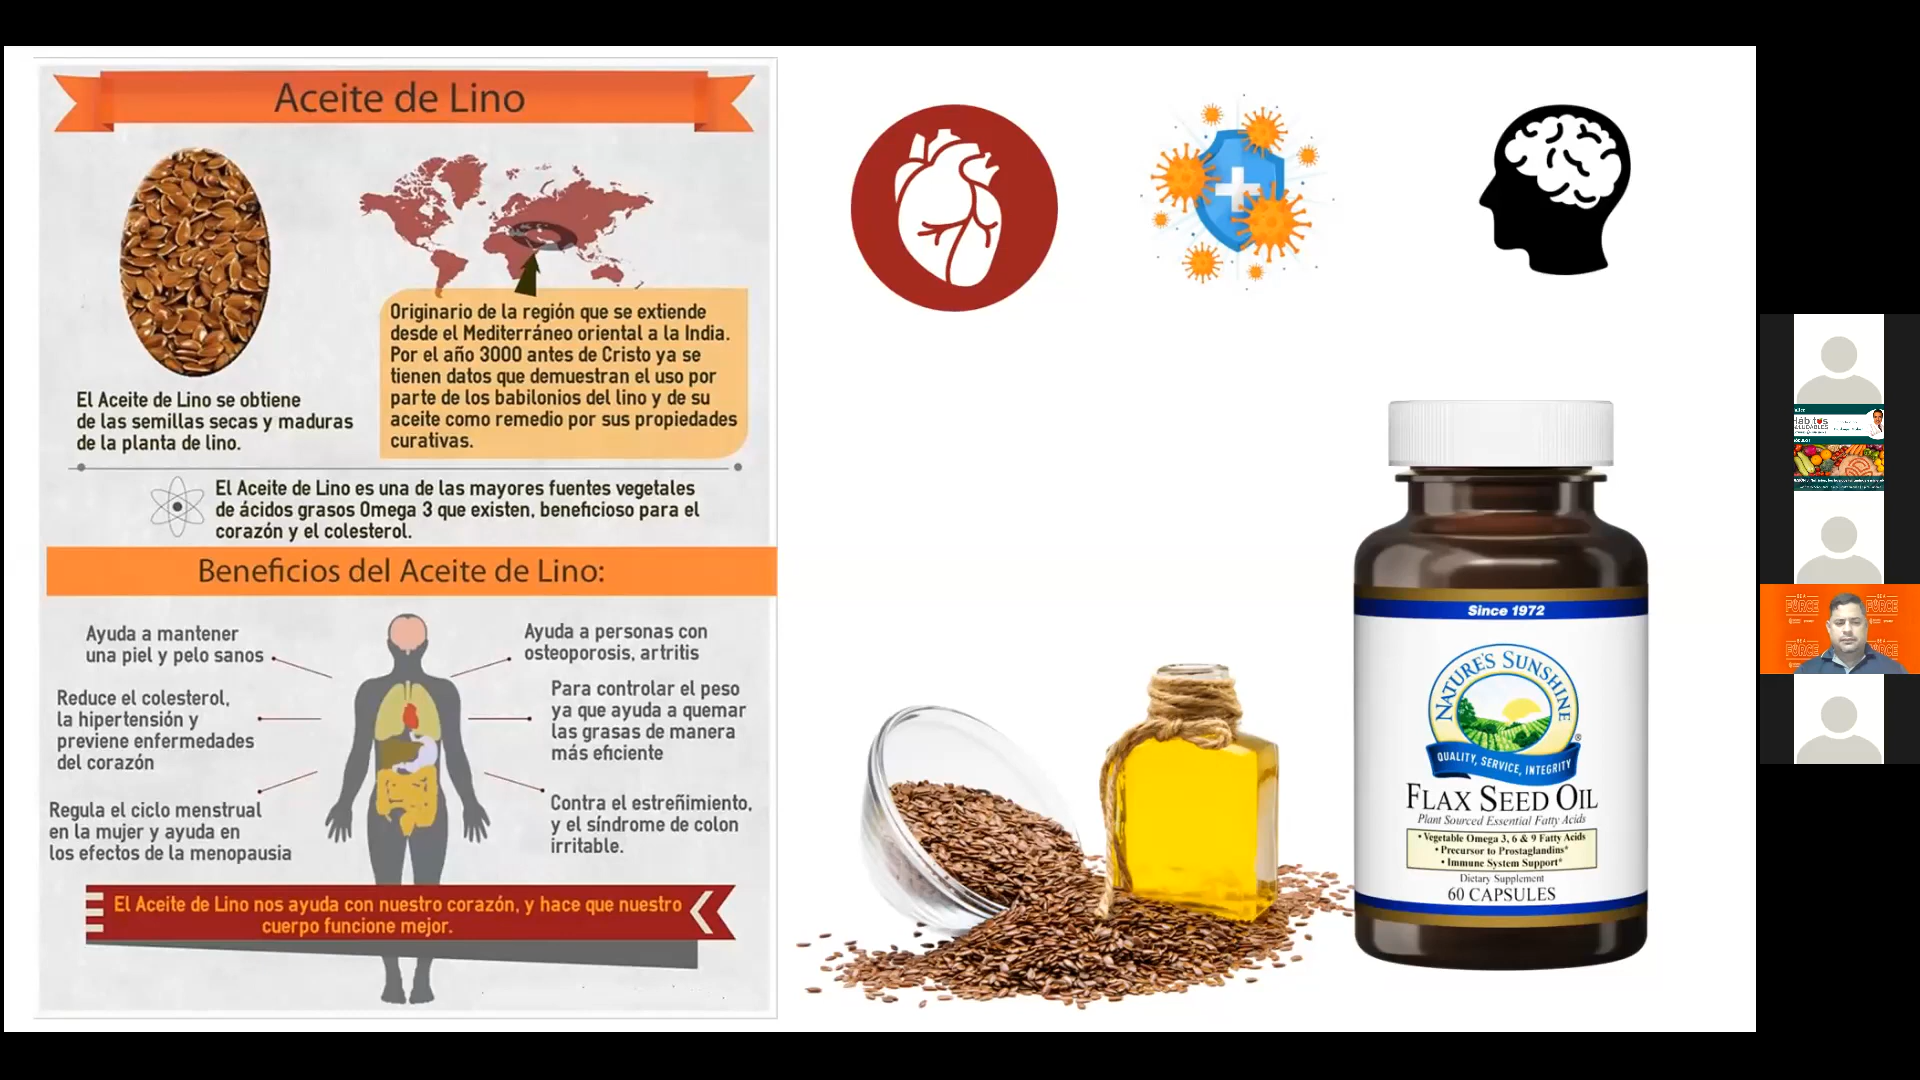 Aceite de Lino
El Aceite de Lino se obtiene
de las semillas secas y maduras
de la planta de lino.
Originario de la región que se extiende
desde el Mediterráneo oriental a la India.
Por el año 3000 antes de Cristo ya se
tienen datos que demuestran el uso por
parte de los babilonios del lino y de su
aceite como remedio por sus propiedades
curativas.
El Aceite de Lino es una de las mayores fuentes vegetales
de ácidos grasos Omega 3 que existen, beneficioso para el
corazón y el colesterol.
Beneficios del Aceite de Lino:
Ayuda a mantener
una piel y pelo sanos
Reduce el colesterol,
la hipertensión y
previene enfermedades
del corazón
Regula el ciclo menstrual
en la mujer y ayuda en
los efectos de la menopausia
Ayuda a personas con
osteoporosis, artritis
Para controlar el peso
ya que ayuda a quemar
las grasas de manera
más eficiente
Contra el estreñimiento,
y el síndrome de colon
irritable.
El Aceite de Lino nos ayuda con nuestro corazón, y hace que nuestro
cuerpo funcione mejor.
Since 1972
NATURE'S SUNSHINE
QUALITY, SERVICE, INTEGRITY
FLAX SEED OIL
Plant Sourced Essential Fatty Acids
• Vegetable Omega 3, 6 & 9 Fatty Acids
• Precursor to Prostaglandins*
• Immune System Support*
Dietary Supplement
60 CAPSULES
Hábitos
BE A
FORCE
BE A
FORCE
BE A
FORCE
BE A
FORCE